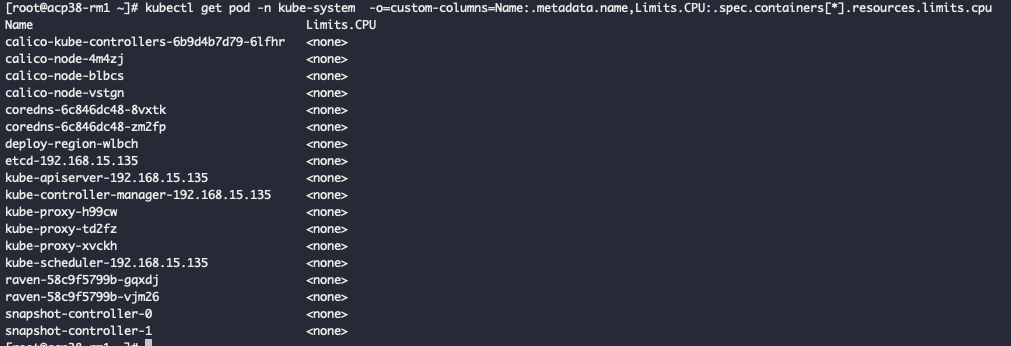 [root@acp38-rm1 ~]# kubectl get pod -n kube-system  -o=custom-columns=Name:.metadata.name,Limits.CPU:.spec.containers[*].resources.limits.cpu
Name                                       Limits.CPU
calico-kube-controllers-6b9d4b7d79-6lfhr   <none>
calico-node-4m4zj                          <none>
calico-node-blbcs                          <none>
calico-node-vstgn                          <none>
coredns-6c846dc48-8vxtk                    <none>
coredns-6c846dc48-zm2fp                    <none>
deploy-region-wlbch                        <none>
etcd-192.168.15.135                        <none>
kube-apiserver-192.168.15.135              <none>
kube-controller-manager-192.168.15.135     <none>
kube-proxy-h99cw                           <none>
kube-proxy-td2fz                           <none>
kube-proxy-xvckh                           <none>
kube-scheduler-192.168.15.135              <none>
raven-58c9f5799b-gqxdj                     <none>
raven-58c9f5799b-vjm26                     <none>
snapshot-controller-0                      <none>
snapshot-controller-1                      <none>
[root@acp38-rm1 ~]#